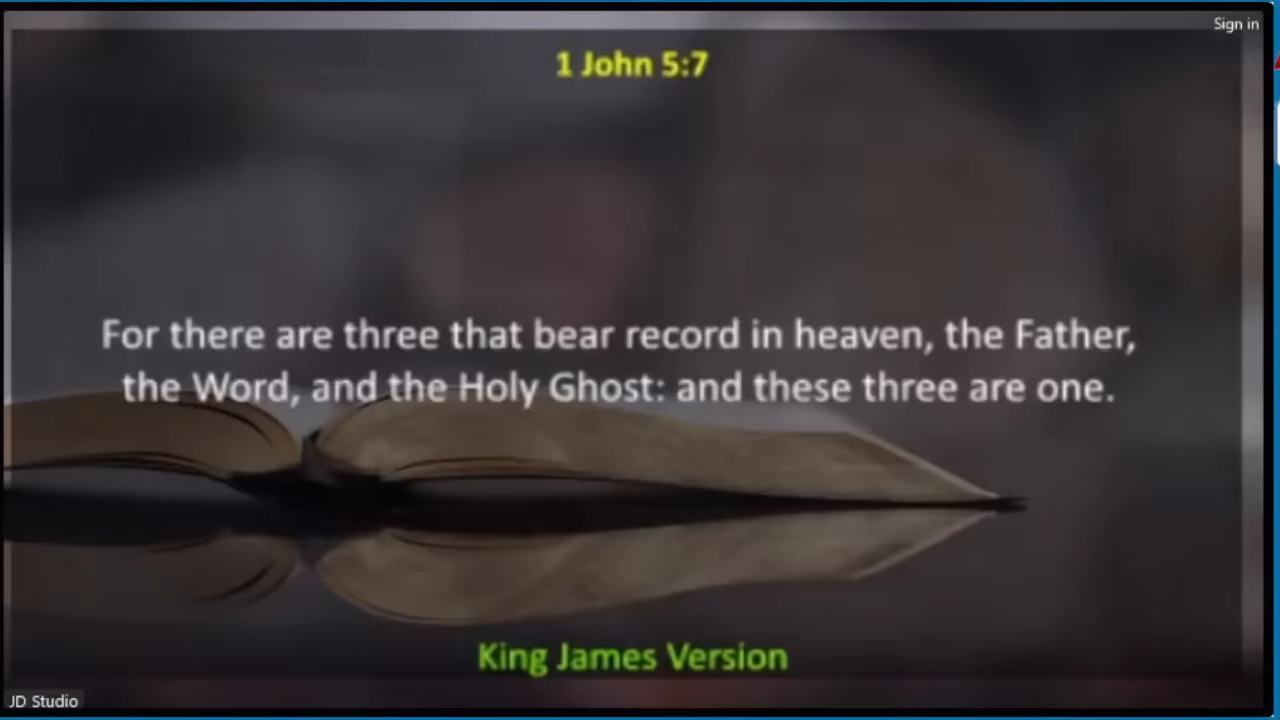 Sign in
1 John 5:7
For there are three that bear record in heaven, the Father,
the Word, and the Holy Ghost: and these three are one.
King James Version
JD Studio